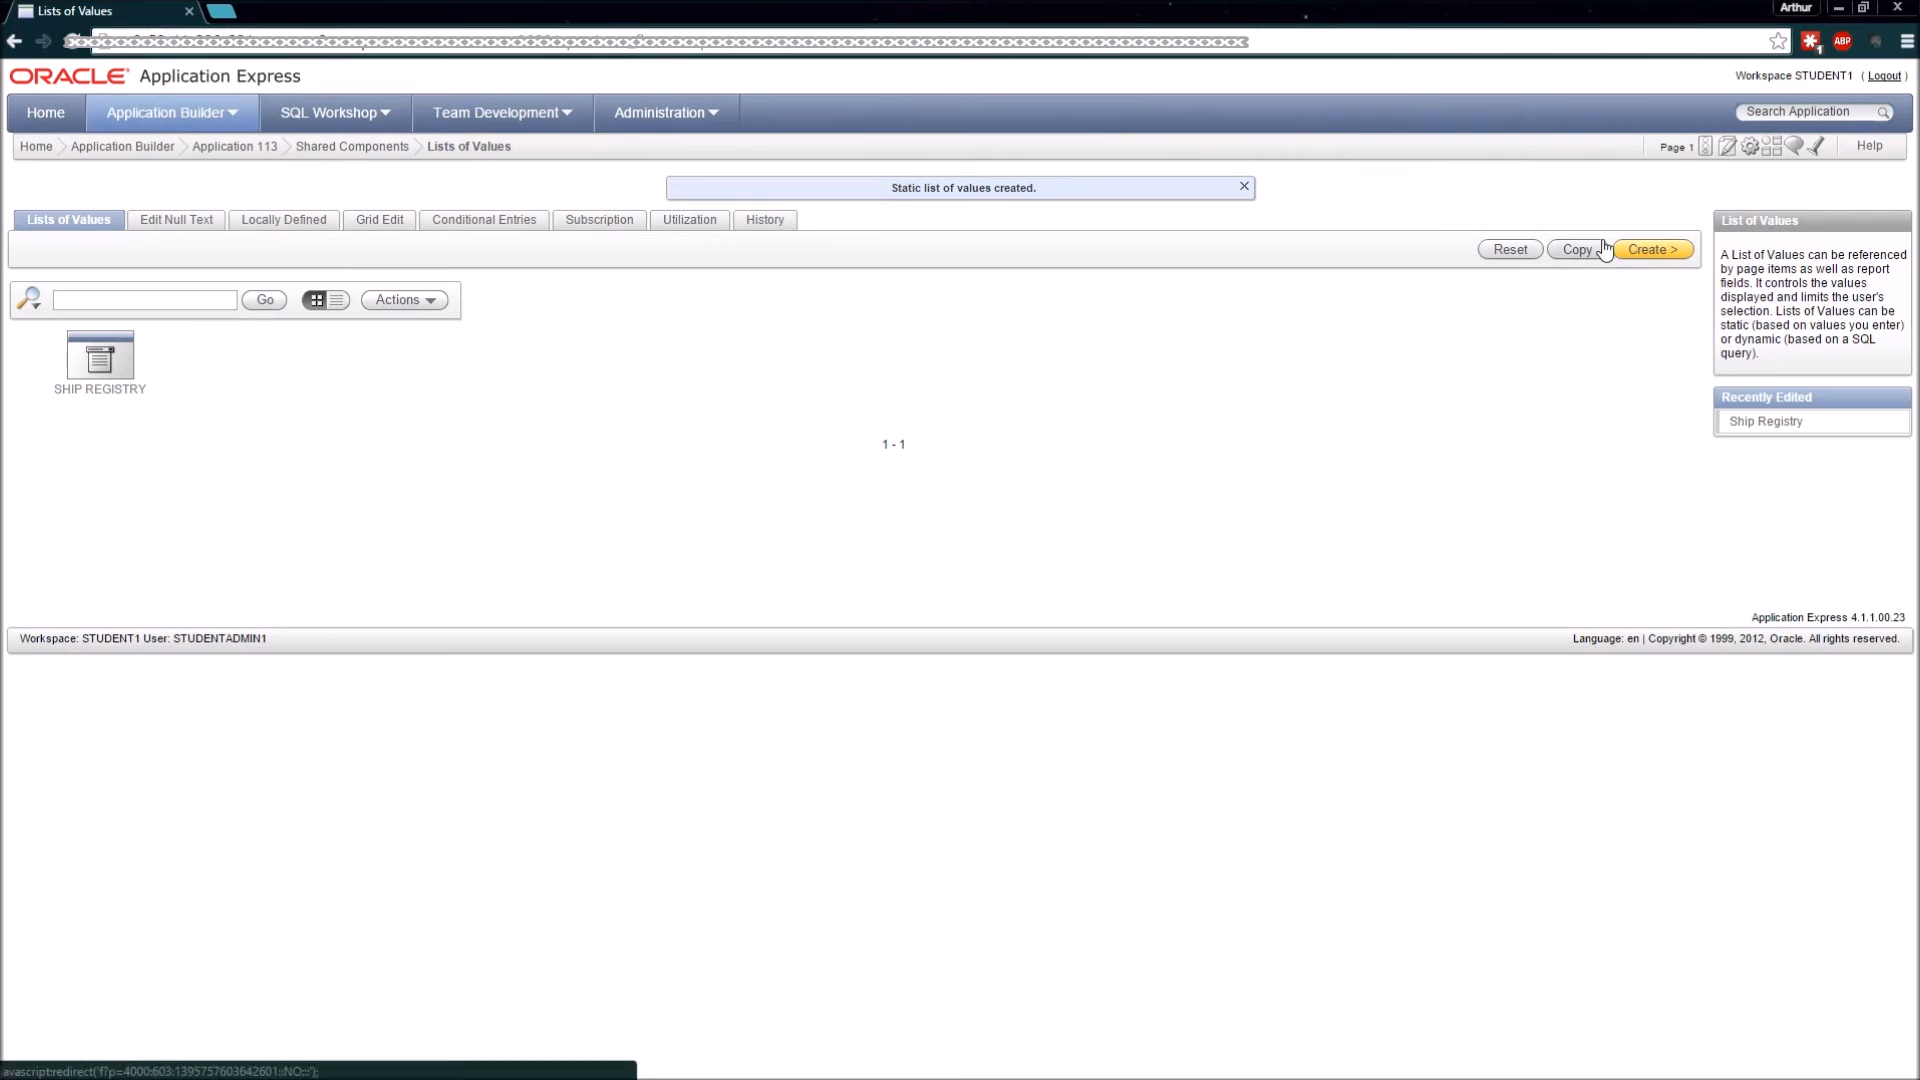 Lists of Values
Arthur
1
ABP
ORACLE Application Express
Workspace STUDENT1 ( Logout )
Home
Application Builder
SQL Workshop
Team Development
Administration
Search Application
Home
Application Builder
Application 113
Shared Components
Lists of Values
Page 1
Help
Static list of values created.
Lists of Values
Edit Null Text
Locally Defined
Grid Edit
Conditional Entries
Subscription
Utilization
History
Reset
Copy
Create >
Go
Actions
SHIP REGISTRY
1 - 1
List of Values
A List of Values can be referenced
by page items as well as report
fields. It controls the values
displayed and limits the user's
selection. Lists of Values can be
static (based on values you enter)
or dynamic (based on a SQL
query).
Recently Edited
Ship Registry
Application Express 4.1.1.00.23
Workspace: STUDENT1 User: STUDENTADMIN1
Language: en | Copyright © 1999, 2012, Oracle. All rights reserved.
avascript:redirect('f?p=4000:603:1395757603642601::NO:::');